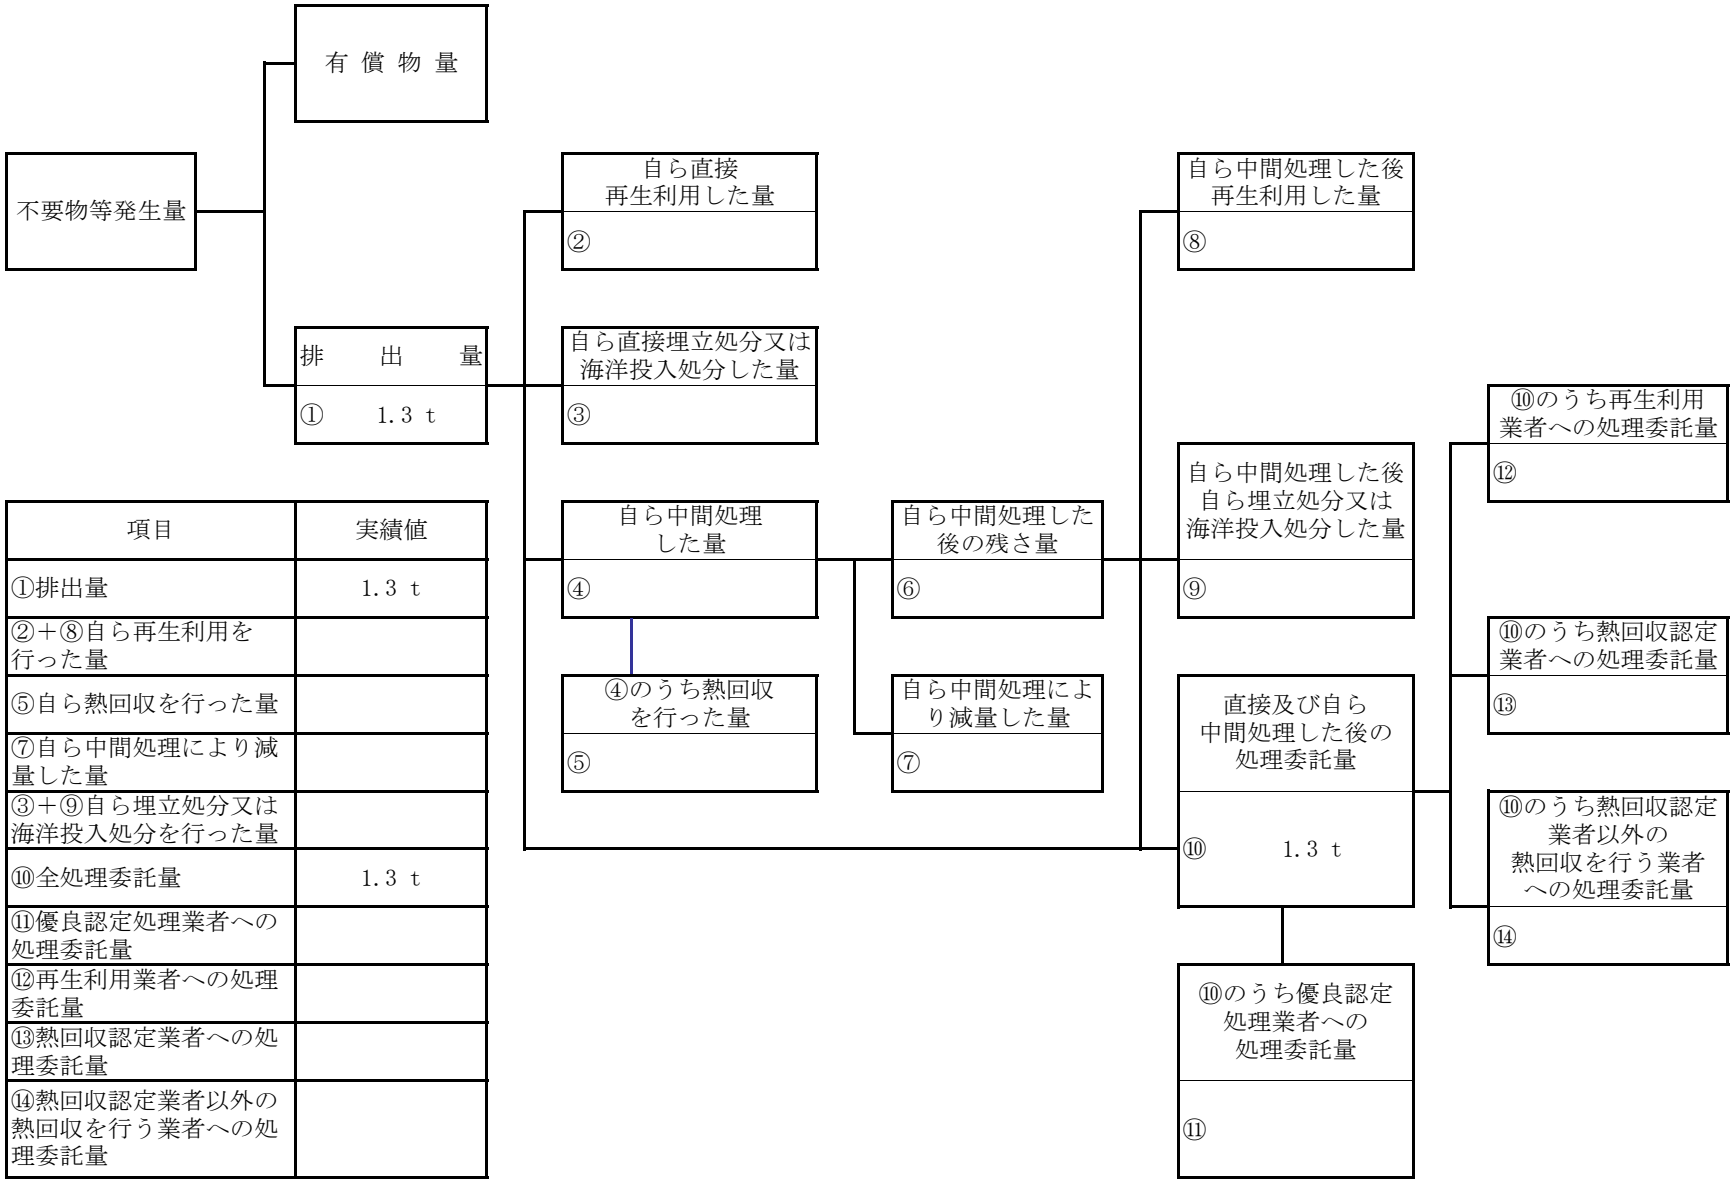 有償物量
不要物等発生量
自ら直接
再生利用した量
②
自ら中間処理した後
再生利用した量
⑧
排出量
① 1.3 t
自ら直接埋立処分又は
海洋投入処分した量
③
⑩のうち再生利用
業者への処理委託量
⑫
自ら中間処理
した量
④
自ら中間処理した
後の残さ量
⑥
自ら中間処理した後
自ら埋立処分又は
海洋投入処分した量
⑨
⑩のうち熱回収認定
業者への処理委託量
⑬
④のうち熱回収
を行った量
⑤
自ら中間処理によ
り減量した量
⑦
直接及び自ら
中間処理した後の
処理委託量
⑩ 1.3 t
⑩のうち熱回収認定
業者以外の
熱回収を行う業者
への処理委託量
⑭
⑩のうち優良認定
処理業者への
処理委託量
⑪
項目 実績値
①排出量 1.3 t
②＋⑧自ら再生利用を
行った量
⑤自ら熱回収を行った量
⑦自ら中間処理により減
量した量
③＋⑨自ら埋立処分又は
海洋投入処分を行った量
⑩全処理委託量 1.3 t
⑪優良認定処理業者への
処理委託量
⑫再生利用業者への処理
委託量
⑬熱回収認定業者への処
理委託量
⑭熱回収認定業者以外の
熱回収を行う業者への処
理委託量